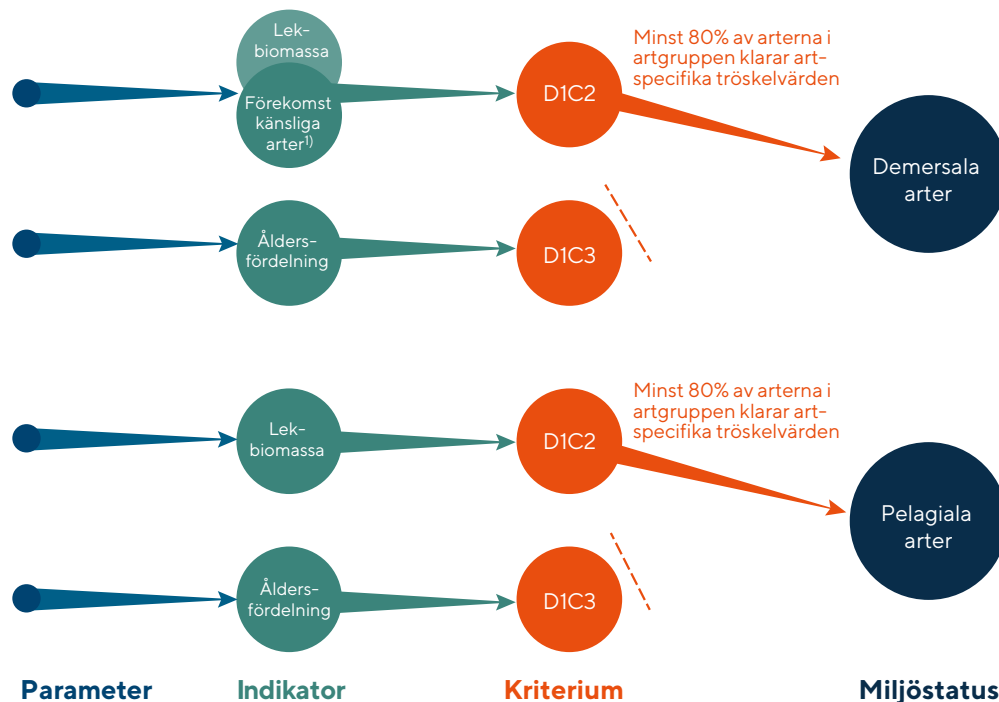 Lek-
biomassa
Förekomst
känsliga
arter¹⁾
D1C2
Minst 80% av arterna i
artgruppen klarar art-
specifika tröskelvärden
Demersala
arter
Ålders-
fördelning
D1C3
Lek-
biomassa
D1C2
Minst 80% av arterna i
artgruppen klarar art-
specifika tröskelvärden
Pelagiala
arter
Ålders-
fördelning
D1C3
Parameter
Indikator
Kriterium
Miljöstatus